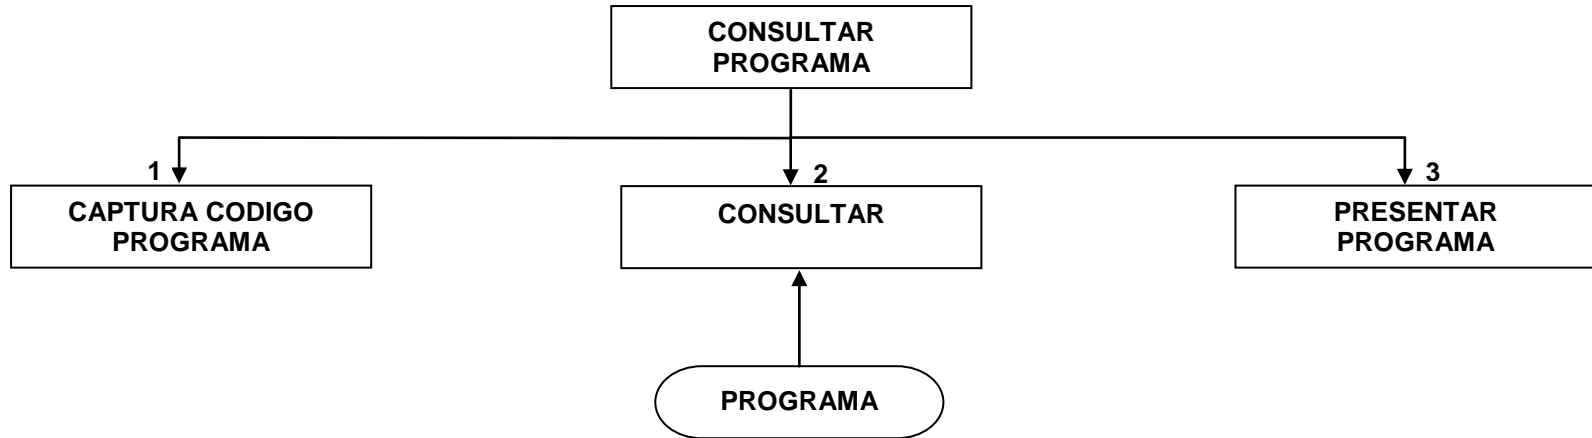 CONSULTAR
PROGRAMA
1
2
3
CAPTURA CODIGO
PROGRAMA
CONSULTAR
PRESENTAR
PROGRAMA
PROGRAMA